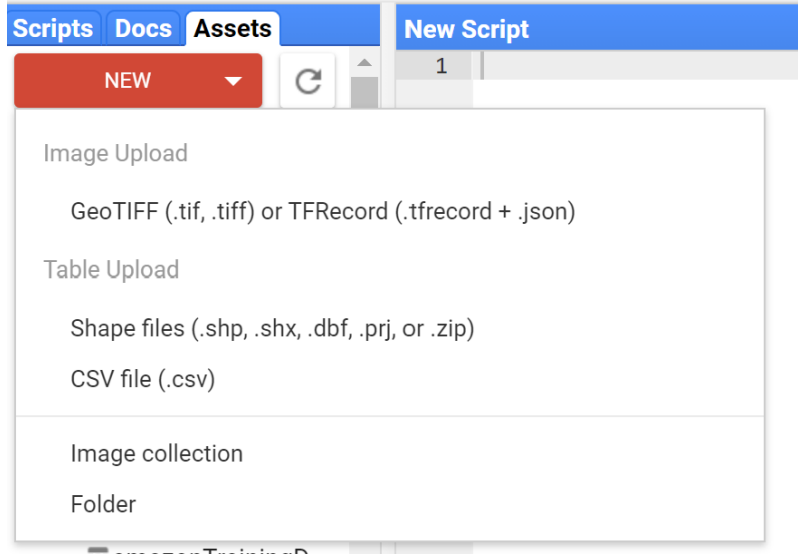 Scripts Docs Assets
New Script
NEW
1
Image Upload
GeoTIFF (.tif, .tiff) or TFRecord (.tfrecord + .json)
Table Upload
Shape files (.shp, .shx, .dbf, .prj, or .zip)
CSV file (.csv)
Image collection
Folder